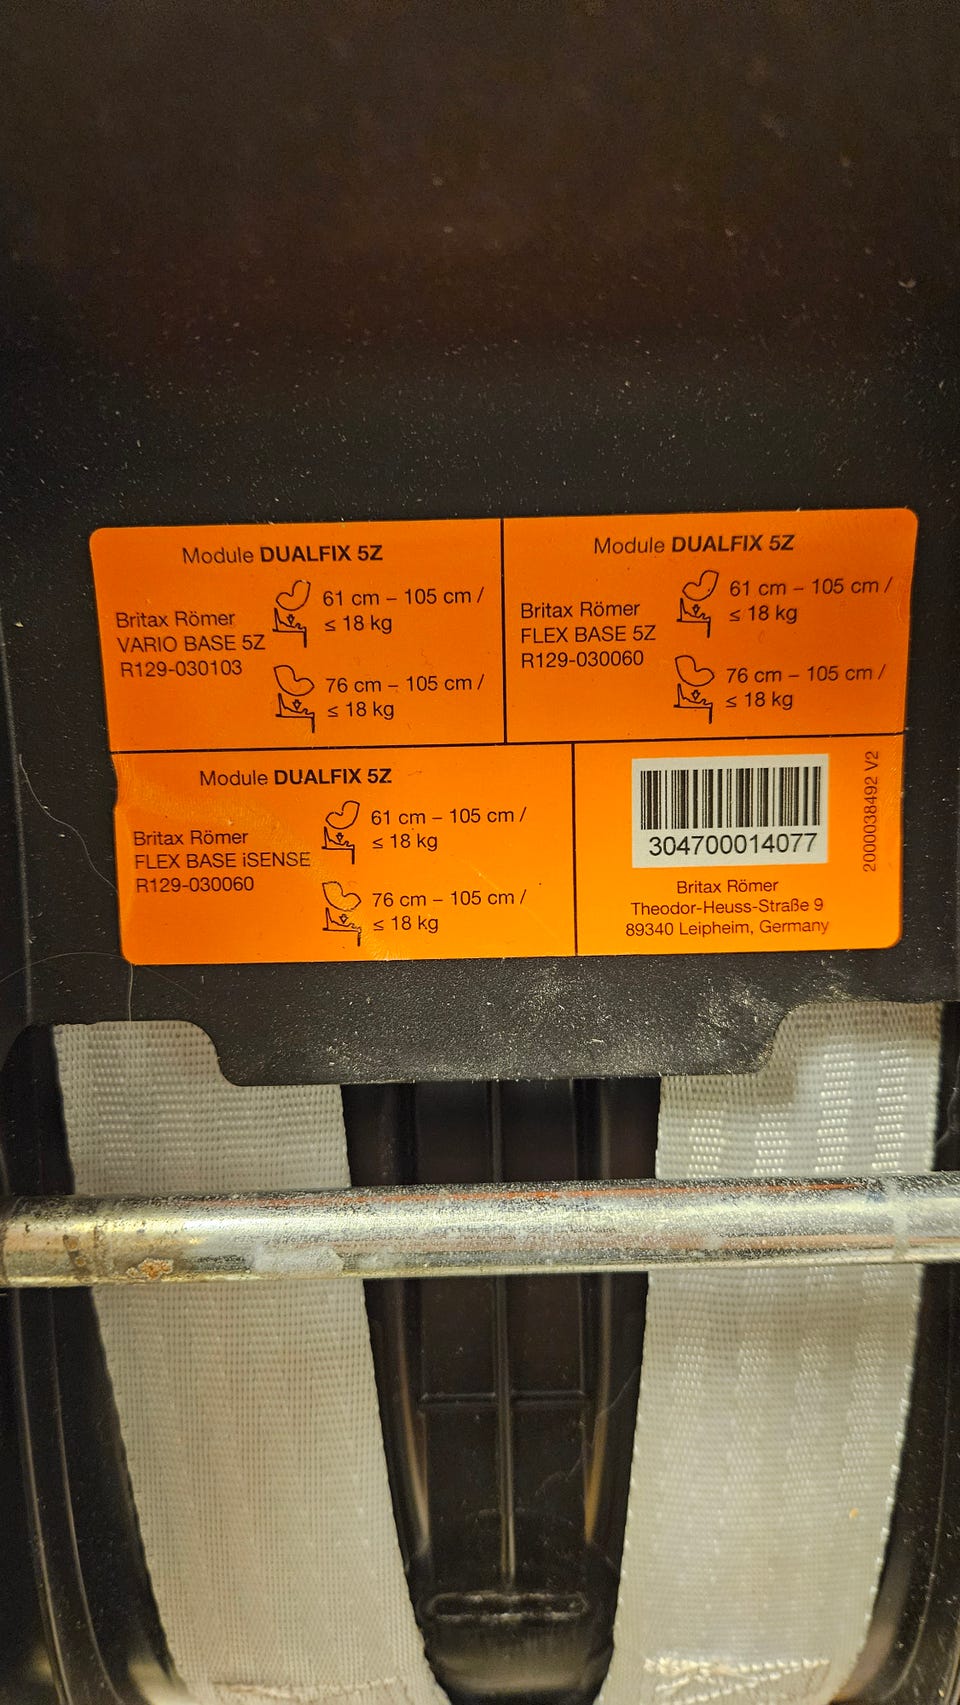 Module DUALFIX 5Z
Britax Römer
VARIO BASE 5Z
R129-030103
61 cm – 105 cm /
≤ 18 kg
76 cm – 105 cm /
≤ 18 kg
Module DUALFIX 5Z
Britax Römer
FLEX BASE 5Z
R129-030060
61 cm – 105 cm /
≤ 18 kg
76 cm – 105 cm /
≤ 18 kg
Module DUALFIX 5Z
Britax Römer
FLEX BASE iSENSE
R129-030060
61 cm – 105 cm /
≤ 18 kg
76 cm – 105 cm /
≤ 18 kg
304700014077
Britax Römer
Theodor-Heuss-Straße 9
89340 Leipheim, Germany
2000038492 V2